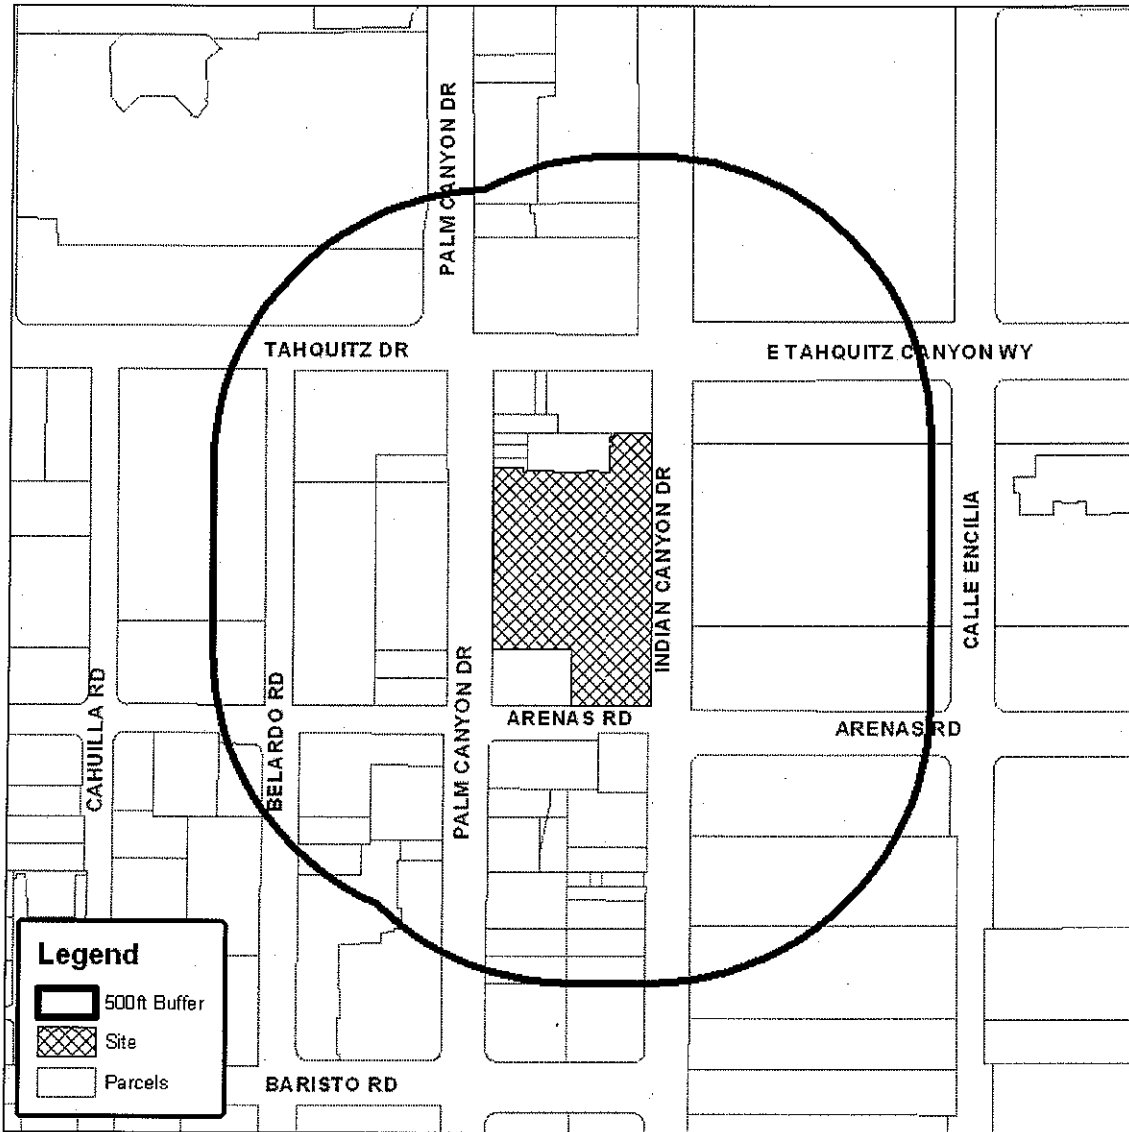 PALM CANYON DR
TAHQUITZ DR
E TAHQUITZ CANYON WY
INDIAN CANYON DR
CALLE ENCILIA
CAHUILLA RD
BELARDO RD
PALM CANYON DR
ARENAS RD
ARENAS RD
Legend
500ft Buffer
Site
Parcels
BARISTO RD